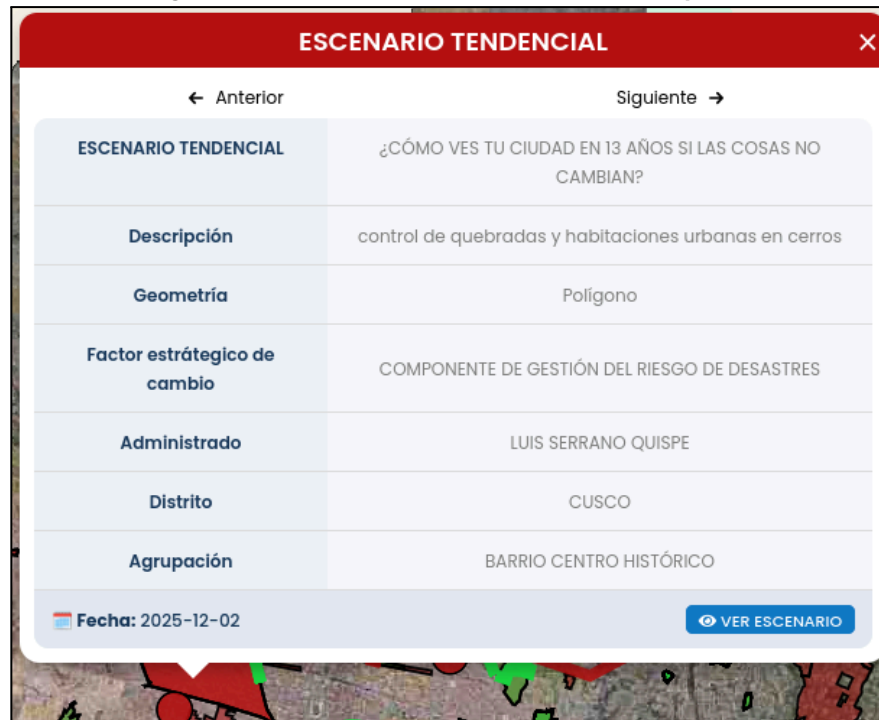 ESCENARIO TENDENCIAL ×
← Anterior Siguiente →
ESCENARIO TENDENCIAL ¿CÓMO VES TU CIUDAD EN 13 AÑOS SI LAS COSAS NO
CAMBIAN?
Descripción control de quebradas y habitaciones urbanas en cerros
Geometría Polígono
Factor estrátegico de
cambio COMPONENTE DE GESTIÓN DEL RIESGO DE DESASTRES
Administrado LUIS SERRANO QUISPE
Distrito CUSCO
Agrupación BARRIO CENTRO HISTÓRICO
Fecha: 2025-12-02 VER ESCENARIO